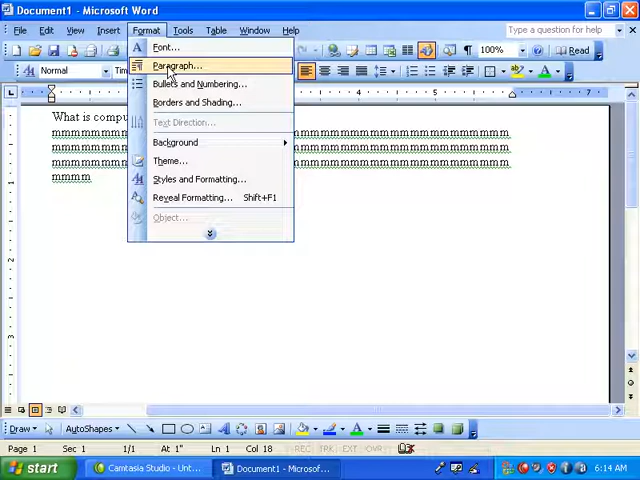 Document1 - Microsoft Word
File Edit View Insert Format Tools Table Window Help
Type a question for help
100% Read
Normal
Font...
Paragraph...
Bullets and Numbering...
Borders and Shading...
Text Direction...
Background
Theme...
Styles and Formatting...
Reveal Formatting... Shift+F1
Object...
What is compu
mmmm
Draw AutoShapes
Page 1 Sec 1 1/1 At 1" Ln 1 Col 18 REC TRK EXT OVR
start Camtasia Studio - Unt... Document1 - Microsof... 6:14 AM